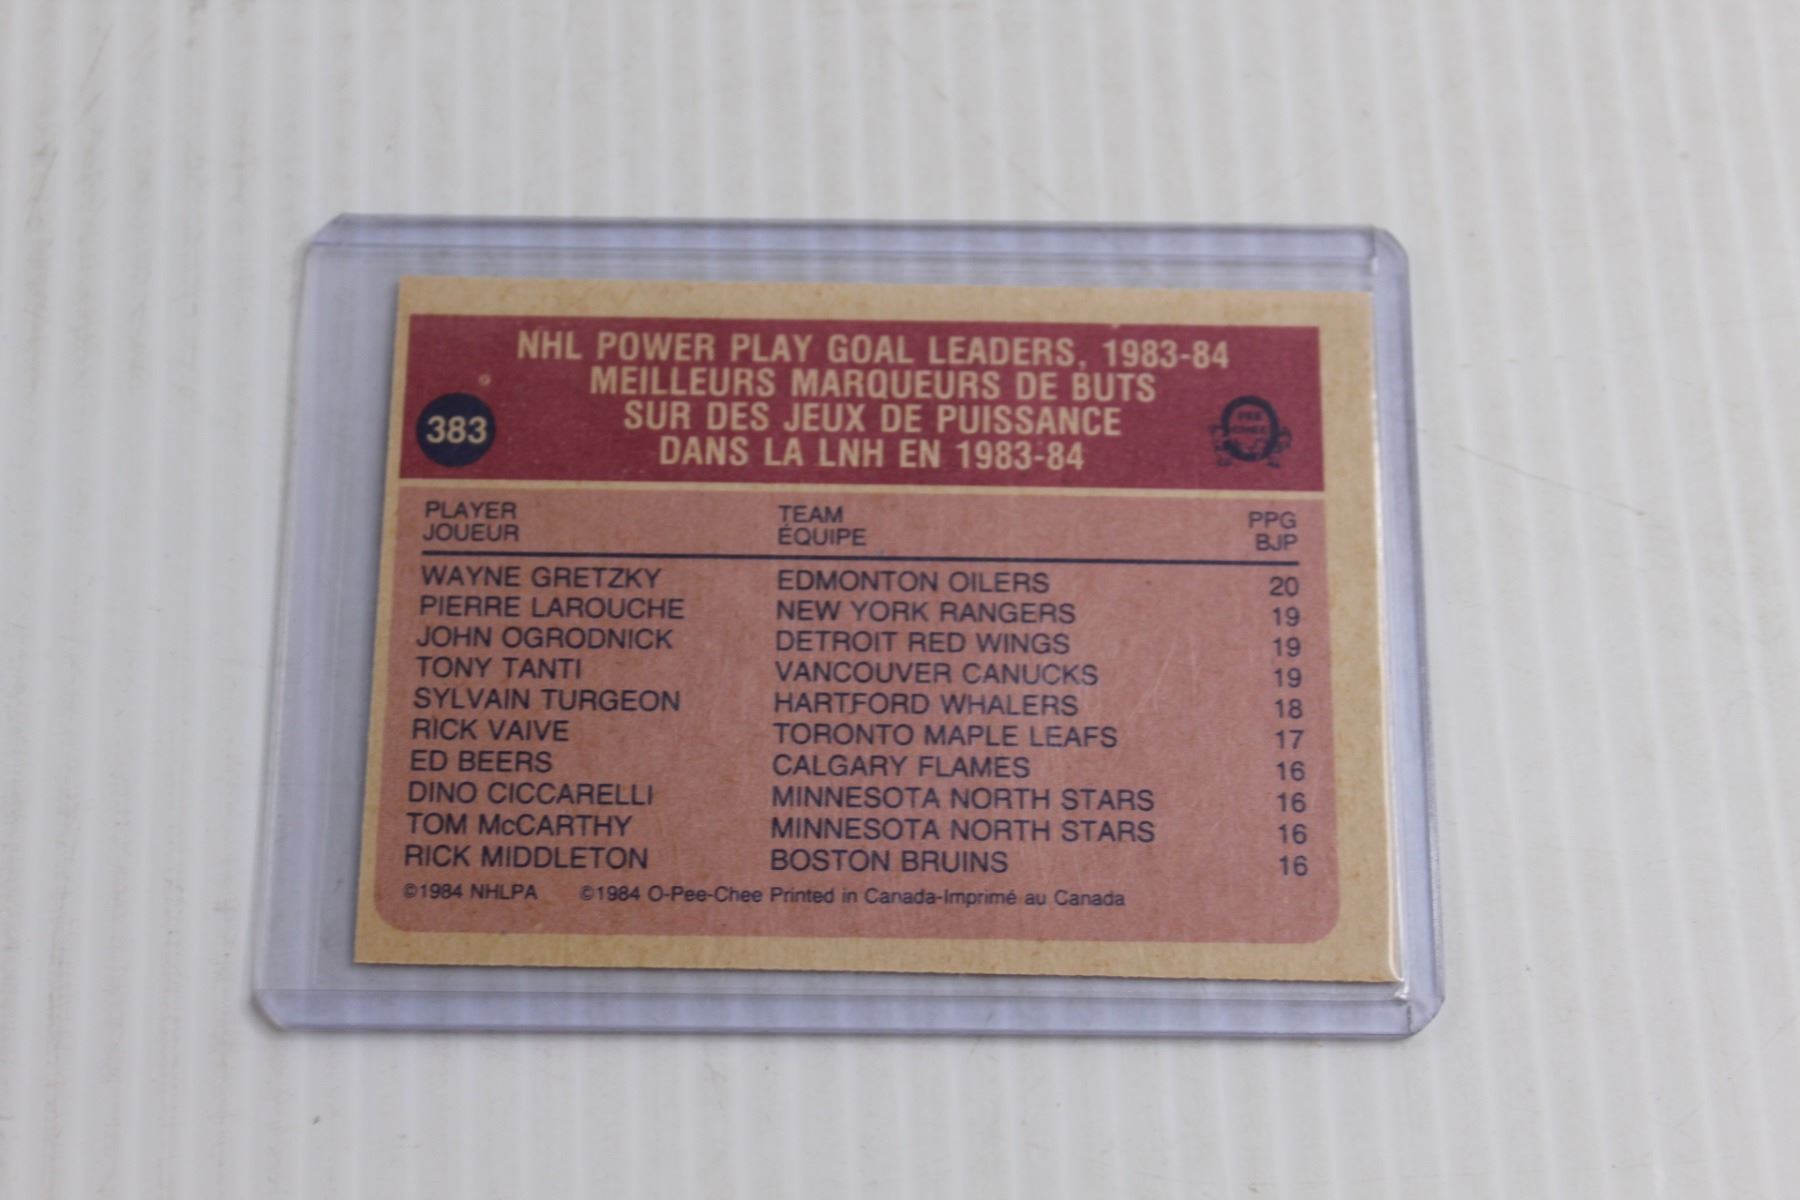 NHL POWER PLAY GOAL LEADERS, 1983-84
MEILLEURS MARQUEURS DE BUTS
SUR DES JEUX DE PUISSANCE
DANS LA LNH EN 1983-84
383
PEE
CHEE
PLAYER TEAM PPG
JOUEUR ÉQUIPE BJP
WAYNE GRETZKY EDMONTON OILERS 20
PIERRE LAROUCHE NEW YORK RANGERS 19
JOHN OGRODNICK DETROIT RED WINGS 19
TONY TANTI VANCOUVER CANUCKS 19
SYLVAIN TURGEON HARTFORD WHALERS 18
RICK VAIVE TORONTO MAPLE LEAFS 17
ED BEERS CALGARY FLAMES 16
DINO CICCARELLI MINNESOTA NORTH STARS 16
TOM McCARTHY MINNESOTA NORTH STARS 16
RICK MIDDLETON BOSTON BRUINS 16
©1984 NHLPA ©1984 O-Pee-Chee Printed in Canada-Imprimé au Canada